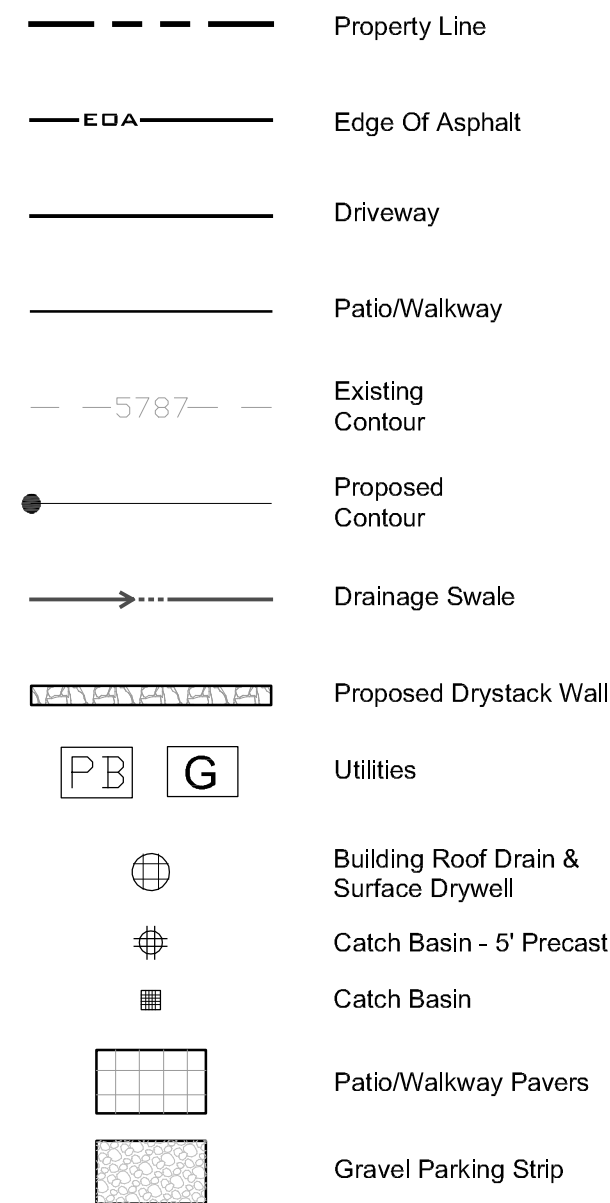 Property Line
EOA Edge Of Asphalt
Driveway
Patio/Walkway
5787 Existing
Contour
Proposed
Contour
Drainage Swale
Proposed Drystack Wall
PB G Utilities
Building Roof Drain &
Surface Drywell
Catch Basin - 5' Precast
Catch Basin
Patio/Walkway Pavers
Gravel Parking Strip